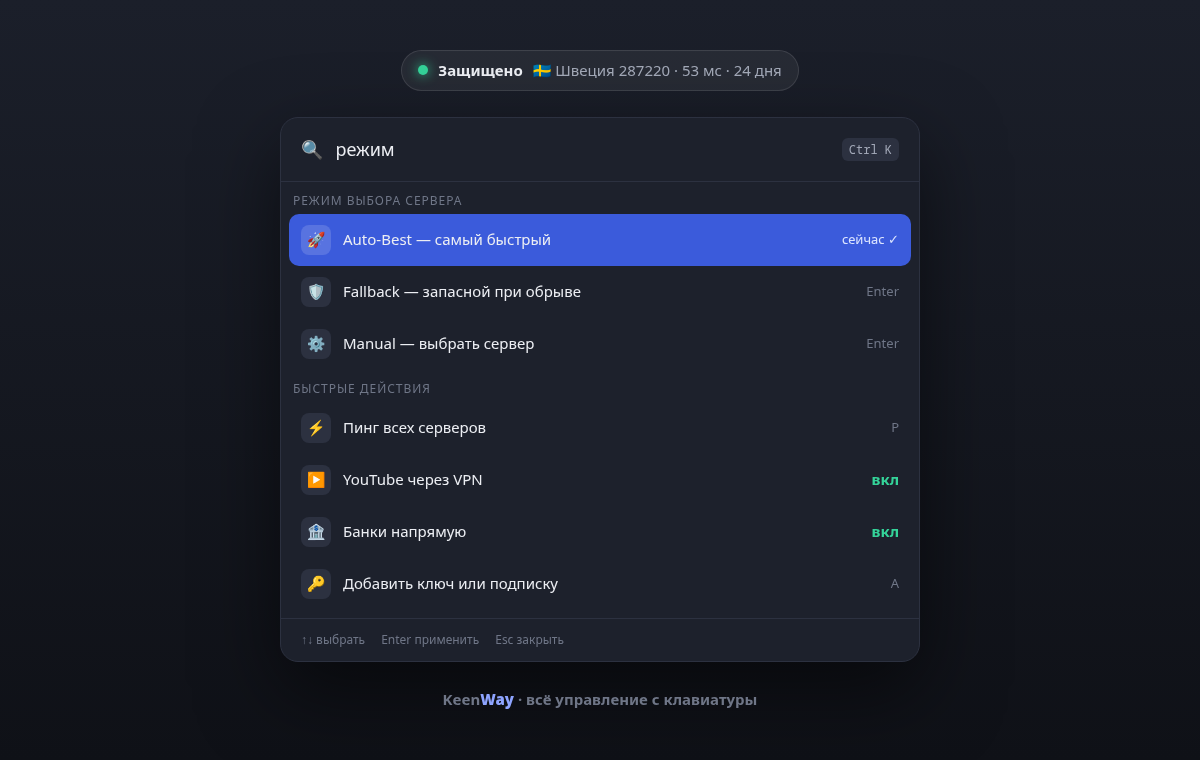 Защищено 🇸🇪 Швеция 287220 · 53 мс · 24 дня
режим Ctrl K
РЕЖИМ ВЫБОРА СЕРВЕРА
Auto-Best — самый быстрый сейчас ✓
Fallback — запасной при обрыве Enter
Manual — выбрать сервер Enter
БЫСТРЫЕ ДЕЙСТВИЯ
Пинг всех серверов P
YouTube через VPN вкл
Банки напрямую вкл
Добавить ключ или подписку A
↑↓ выбрать Enter применить Esc закрыть
KeenWay · всё управление с клавиатуры